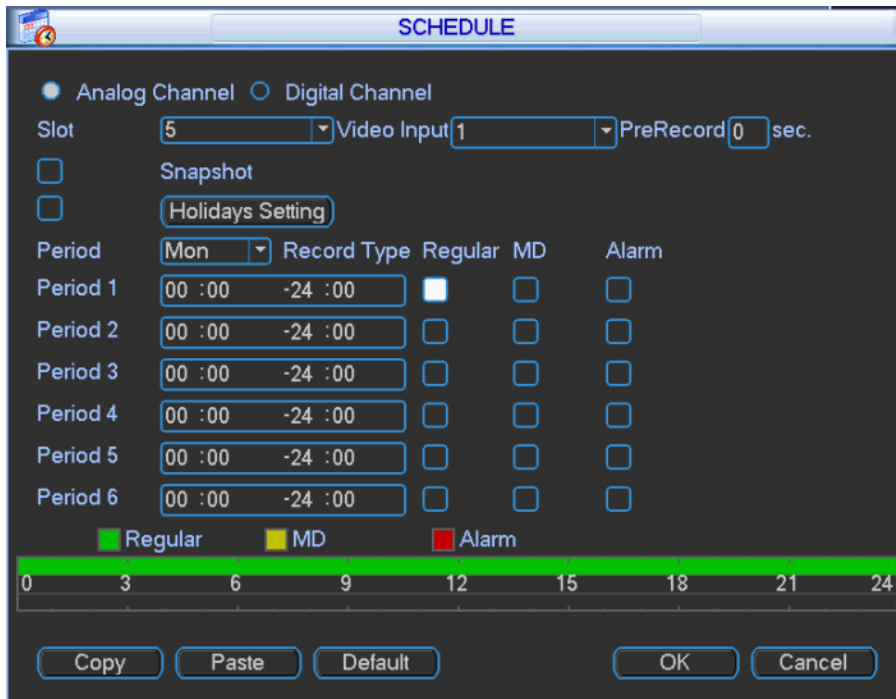 SCHEDULE
Analog Channel Digital Channel
Slot 5 Video Input 1 PreRecord 0 sec.
Snapshot
Holidays Setting
Period Mon Record Type Regular MD Alarm
Period 1 00 :00 -24 :00
Period 2 00 :00 -24 :00
Period 3 00 :00 -24 :00
Period 4 00 :00 -24 :00
Period 5 00 :00 -24 :00
Period 6 00 :00 -24 :00
Regular MD Alarm
0 3 6 9 12 15 18 21 24
Copy Paste Default OK Cancel